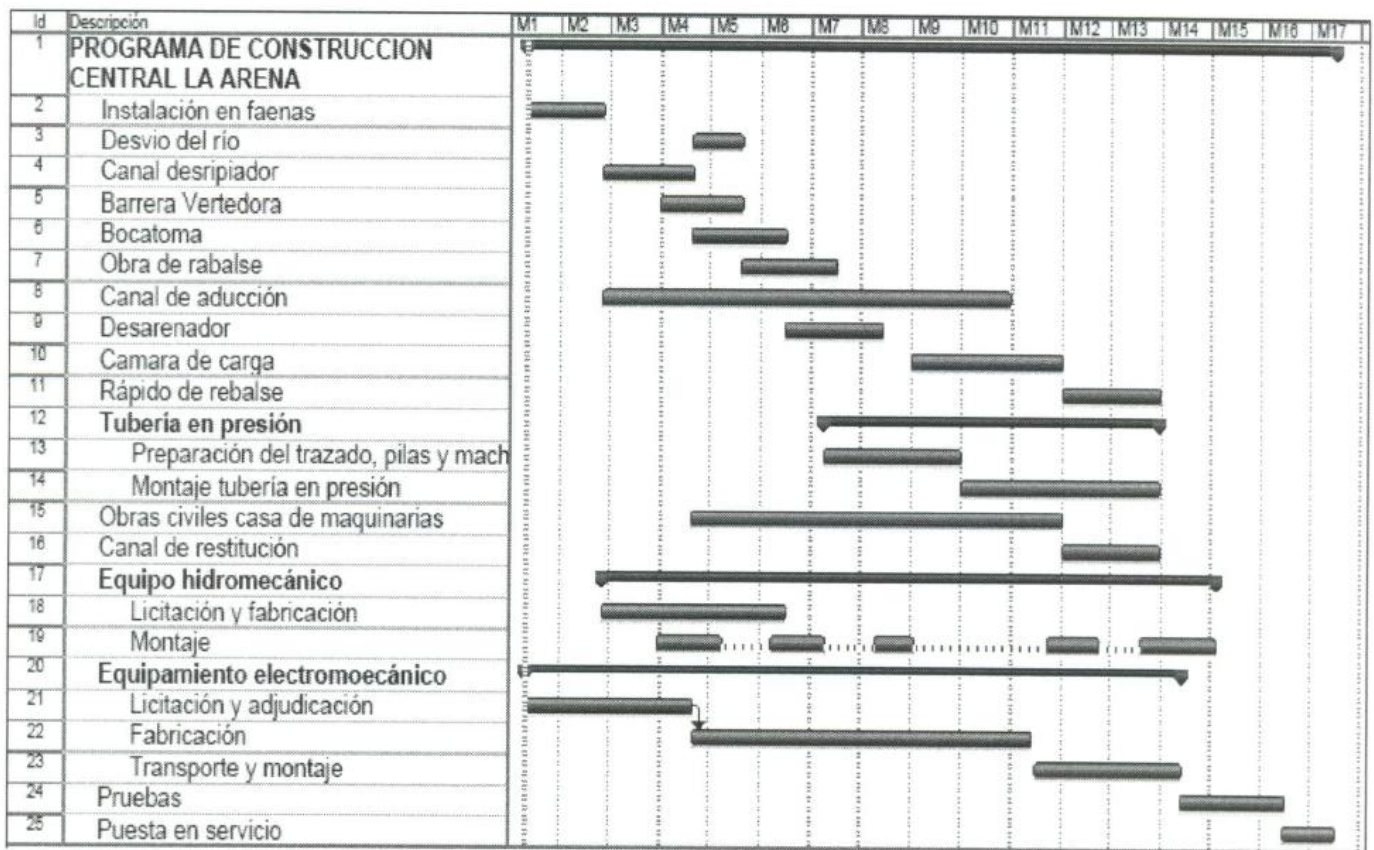 Id Descripción M1 M2 M3 M4 M5 M6 M7 M8 M9 M10 M11 M12 M13 M14 M15 M16 M17
1 PROGRAMA DE CONSTRUCCION
CENTRAL LA ARENA
2 Instalación en faenas
3 Desvio del río
4 Canal desripiador
5 Barrera Vertedora
6 Bocatoma
7 Obra de rabalse
8 Canal de aducción
9 Desarenador
10 Camara de carga
11 Rápido de rebalse
12 Tubería en presión
13 Preparación del trazado, pilas y mach
14 Montaje tubería en presión
15 Obras civiles casa de maquinarias
16 Canal de restitución
17 Equipo hidromecánico
18 Licitación y fabricación
19 Montaje
20 Equipamiento electromoecánico
21 Licitación y adjudicación
22 Fabricación
23 Transporte y montaje
24 Pruebas
25 Puesta en servicio